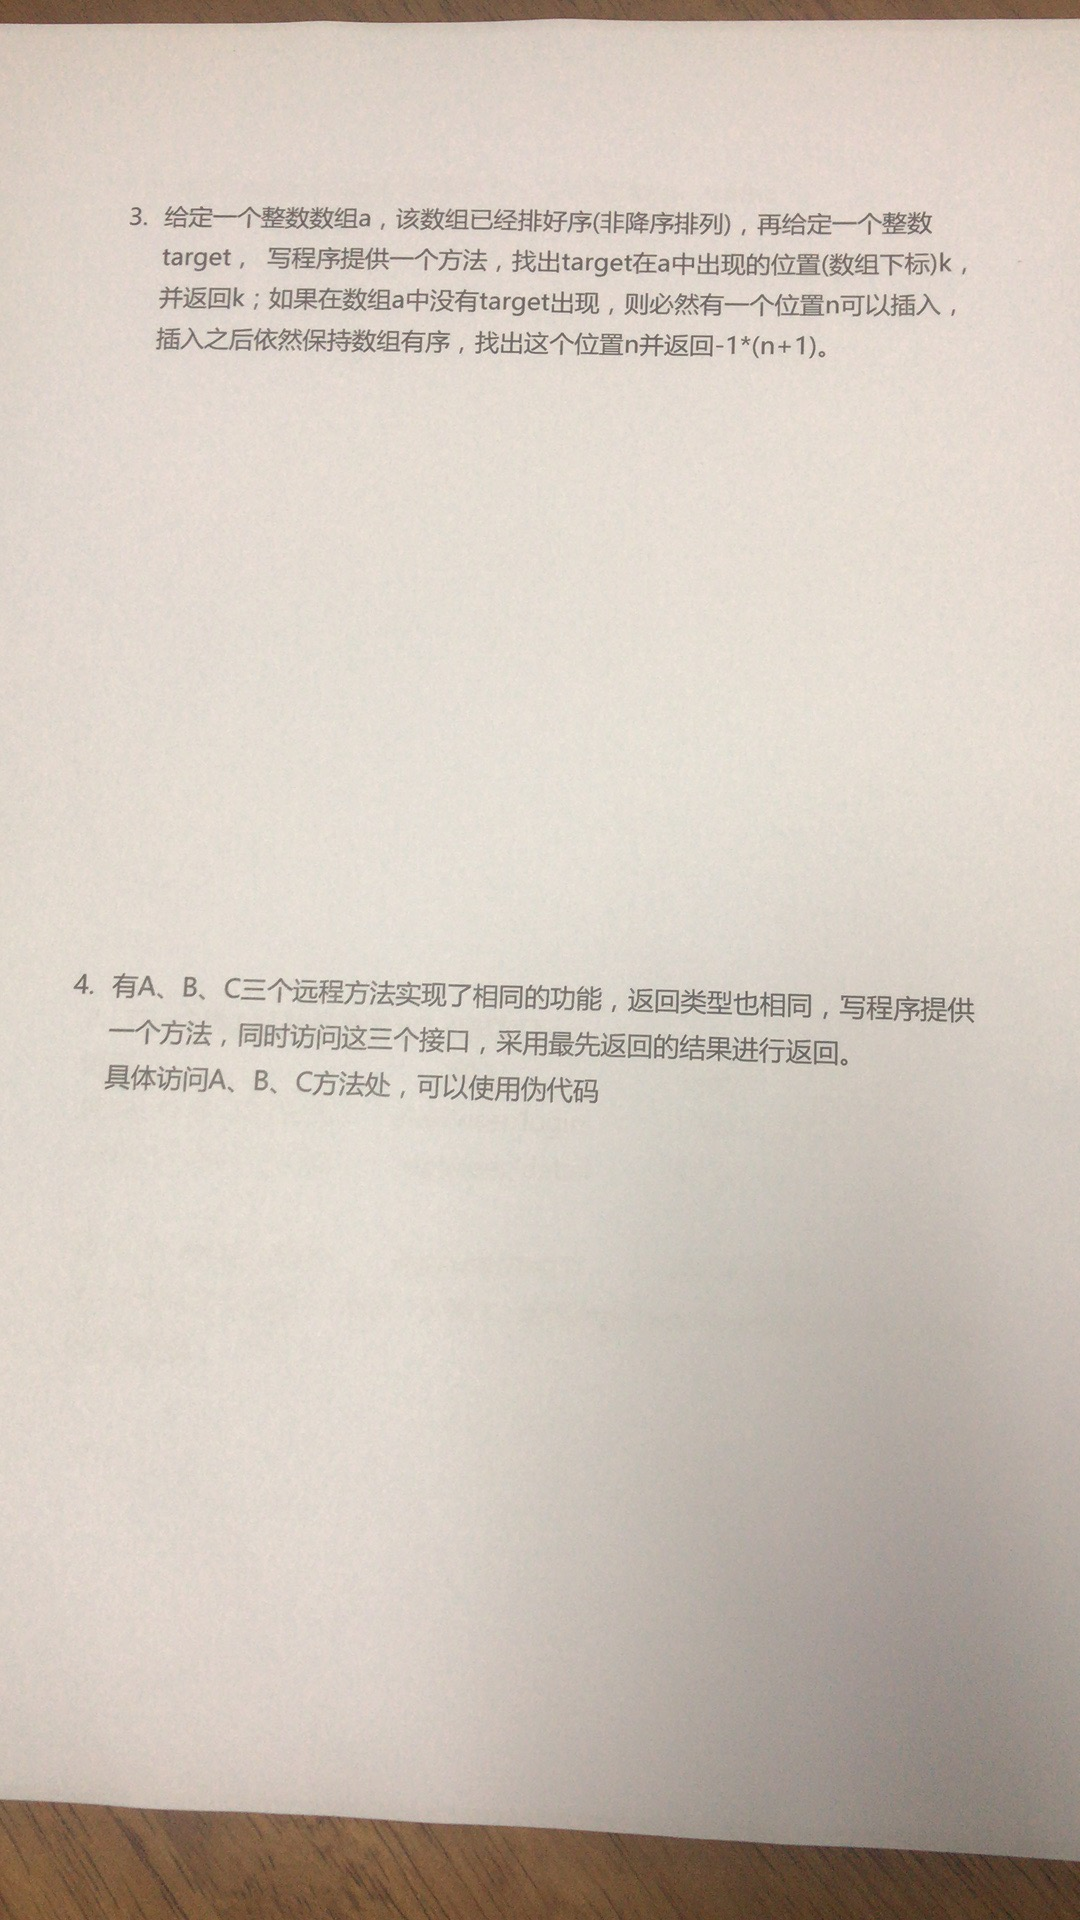 3. 给定一个整数数组a，该数组已经排好序(非降序排列)，再给定一个整数
target， 写程序提供一个方法，找出target在a中出现的位置(数组下标)k，
并返回k；如果在数组a中没有target出现，则必然有一个位置n可以插入，
插入之后依然保持数组有序，找出这个位置n并返回-1*(n+1)。
4. 有A、B、C三个远程方法实现了相同的功能，返回类型也相同，写程序提供
一个方法，同时访问这三个接口，采用最先返回的结果进行返回。
具体访问A、B、C方法处，可以使用伪代码